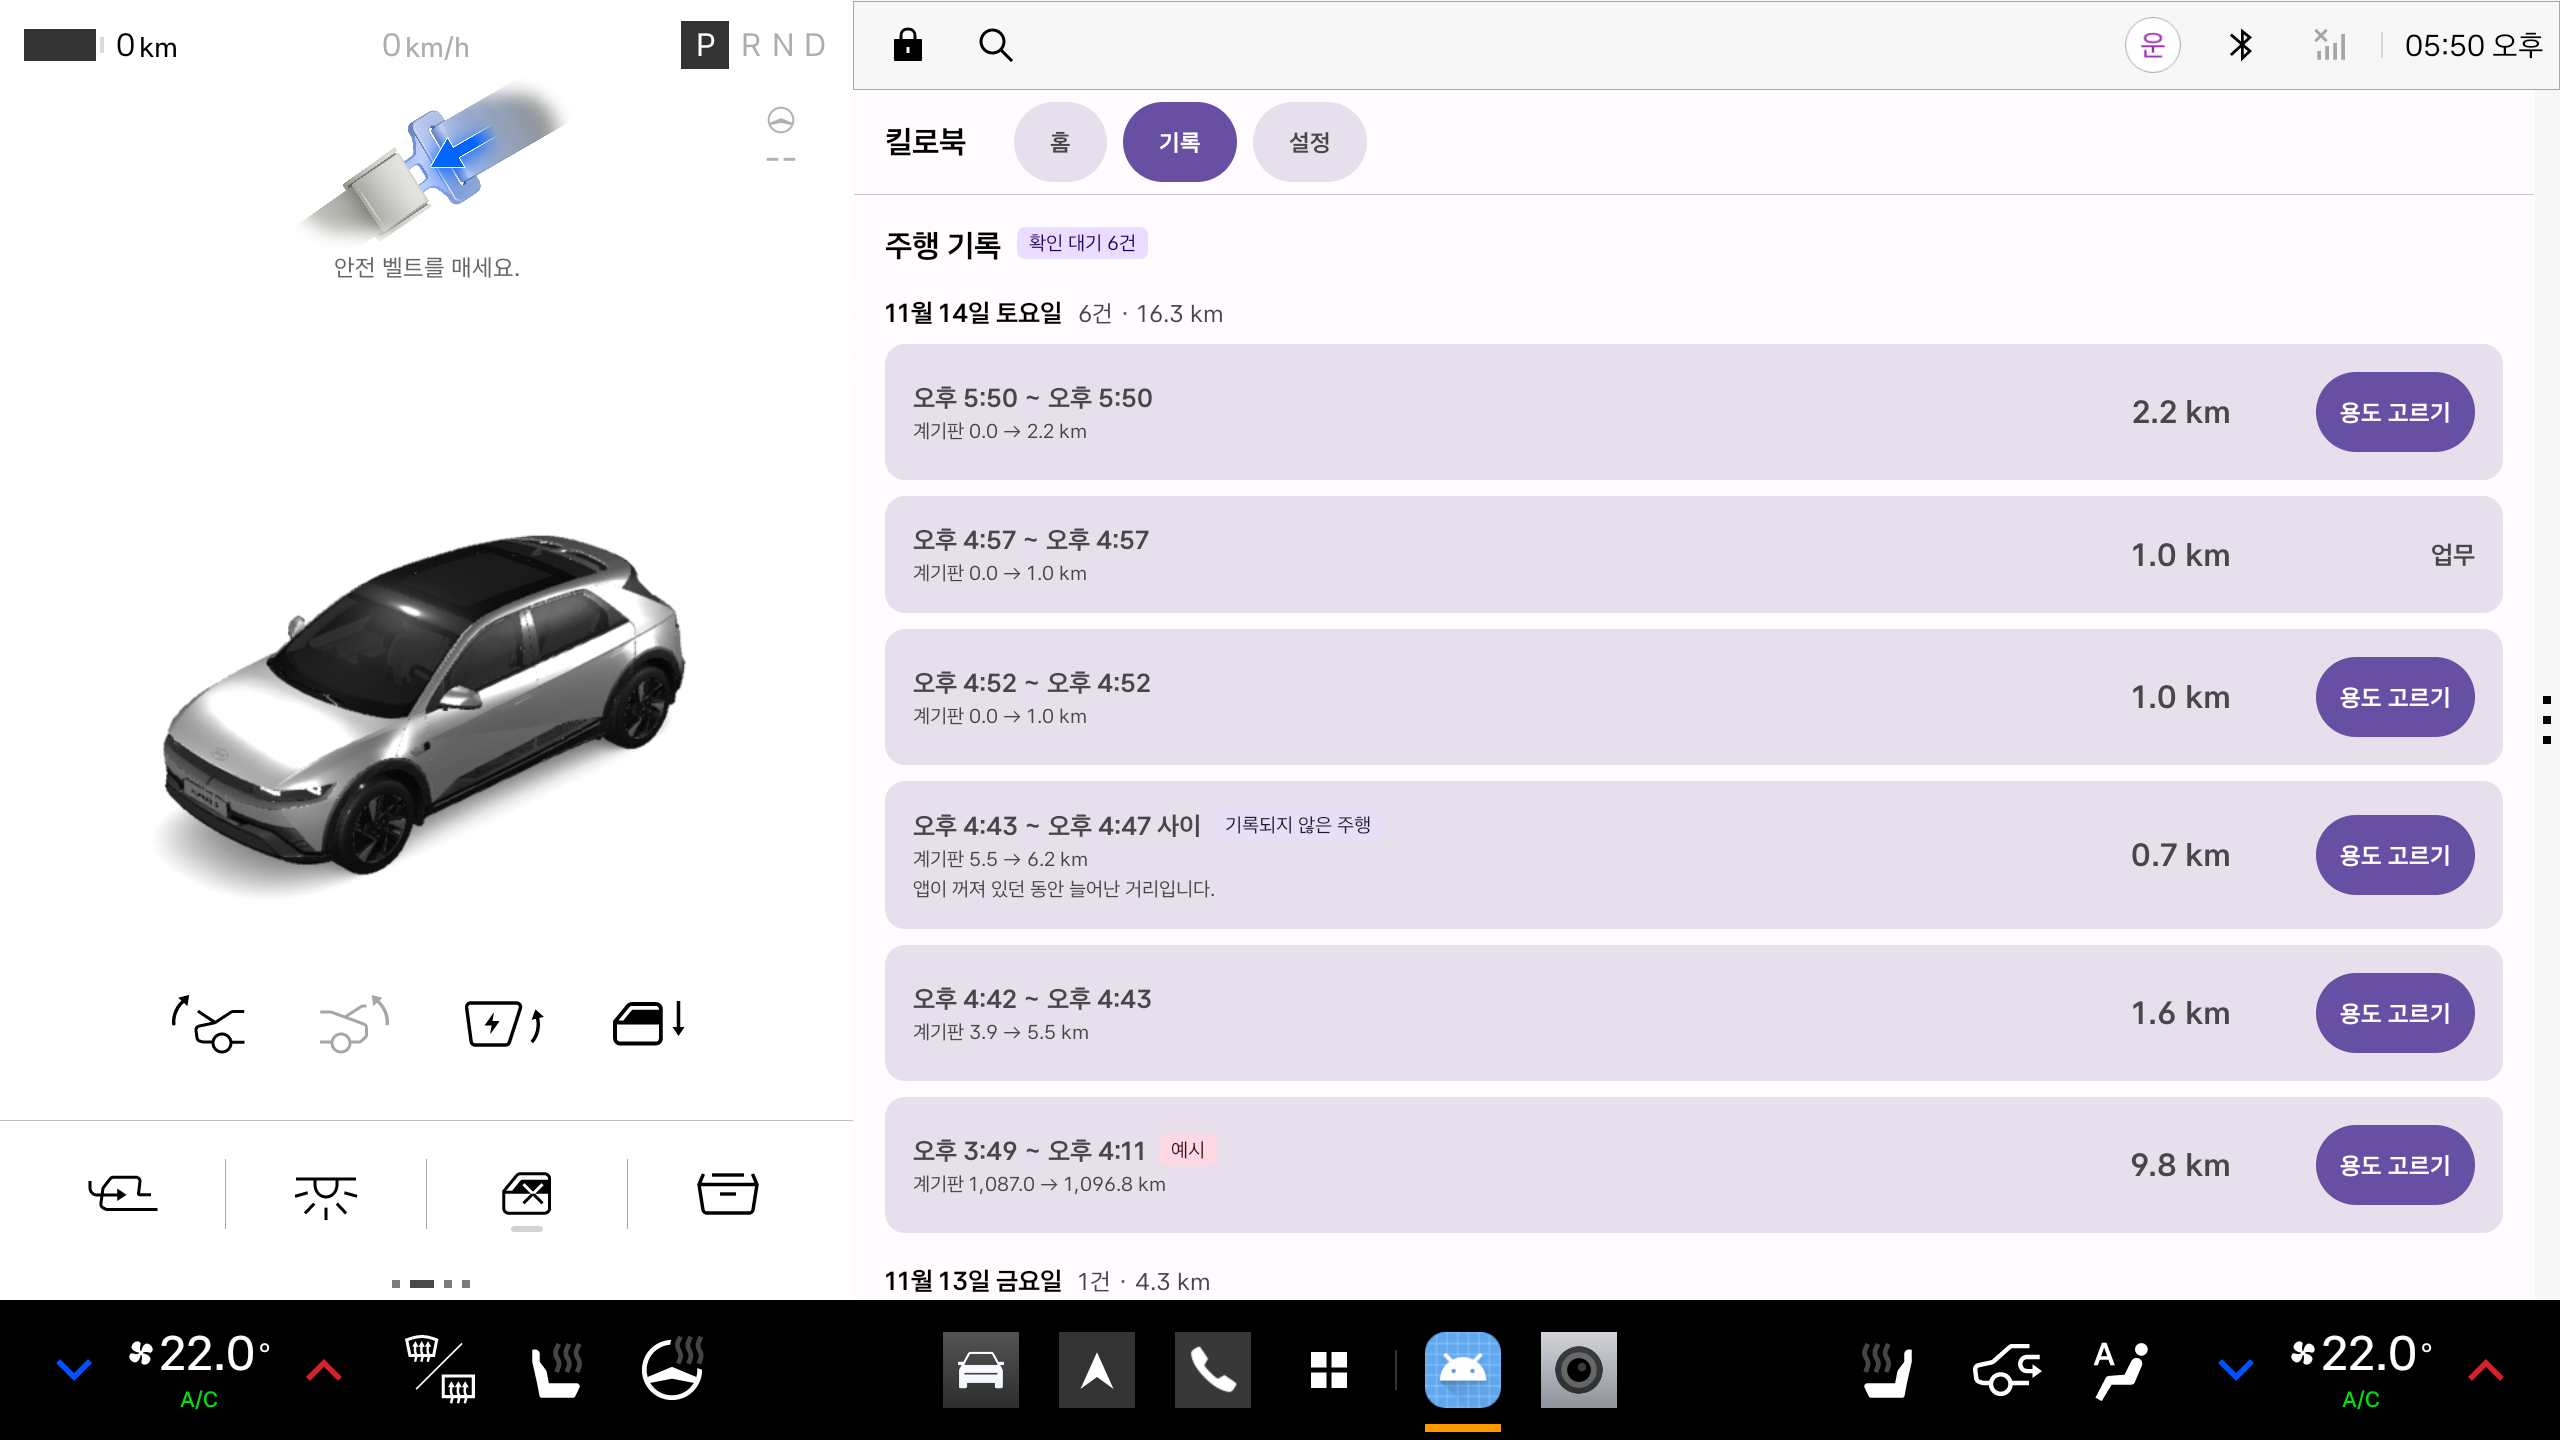 0 km
0 km/h
P R N D
05:50 오후
운
안전 벨트를 매세요.
킬로북
홈
기록
설정
주행 기록 확인 대기 6건
11월 14일 토요일 6건 · 16.3 km
오후 5:50 ~ 오후 5:50
계기판 0.0 → 2.2 km
2.2 km
용도 고르기
오후 4:57 ~ 오후 4:57
계기판 0.0 → 1.0 km
1.0 km
업무
오후 4:52 ~ 오후 4:52
계기판 0.0 → 1.0 km
1.0 km
용도 고르기
오후 4:43 ~ 오후 4:47 사이 기록되지 않은 주행
계기판 5.5 → 6.2 km
앱이 꺼져 있던 동안 늘어난 거리입니다.
0.7 km
용도 고르기
오후 4:42 ~ 오후 4:43
계기판 3.9 → 5.5 km
1.6 km
용도 고르기
오후 3:49 ~ 오후 4:11 예시
계기판 1,087.0 → 1,096.8 km
9.8 km
용도 고르기
11월 13일 금요일 1건 · 4.3 km
22.0°
A/C
A
22.0°
A/C